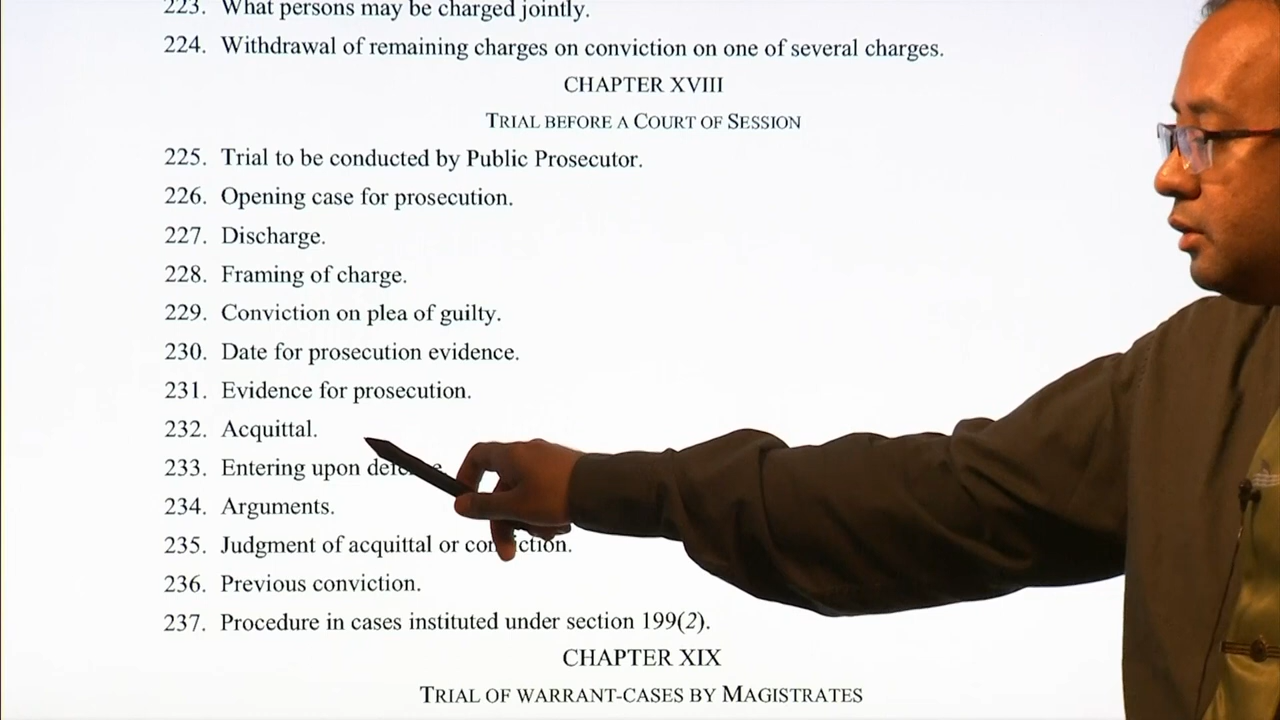 223. What persons may be charged jointly.
224. Withdrawal of remaining charges on conviction on one of several charges.
CHAPTER XVIII
TRIAL BEFORE A COURT OF SESSION
225. Trial to be conducted by Public Prosecutor.
226. Opening case for prosecution.
227. Discharge.
228. Framing of charge.
229. Conviction on plea of guilty.
230. Date for prosecution evidence.
231. Evidence for prosecution.
232. Acquittal.
233. Entering upon
234. Arguments.
235. Judgment of acquittal or conviction.
236. Previous conviction.
237. Procedure in cases instituted under section 199(2).
CHAPTER XIX
TRIAL OF WARRANT-CASES BY MAGISTRATES